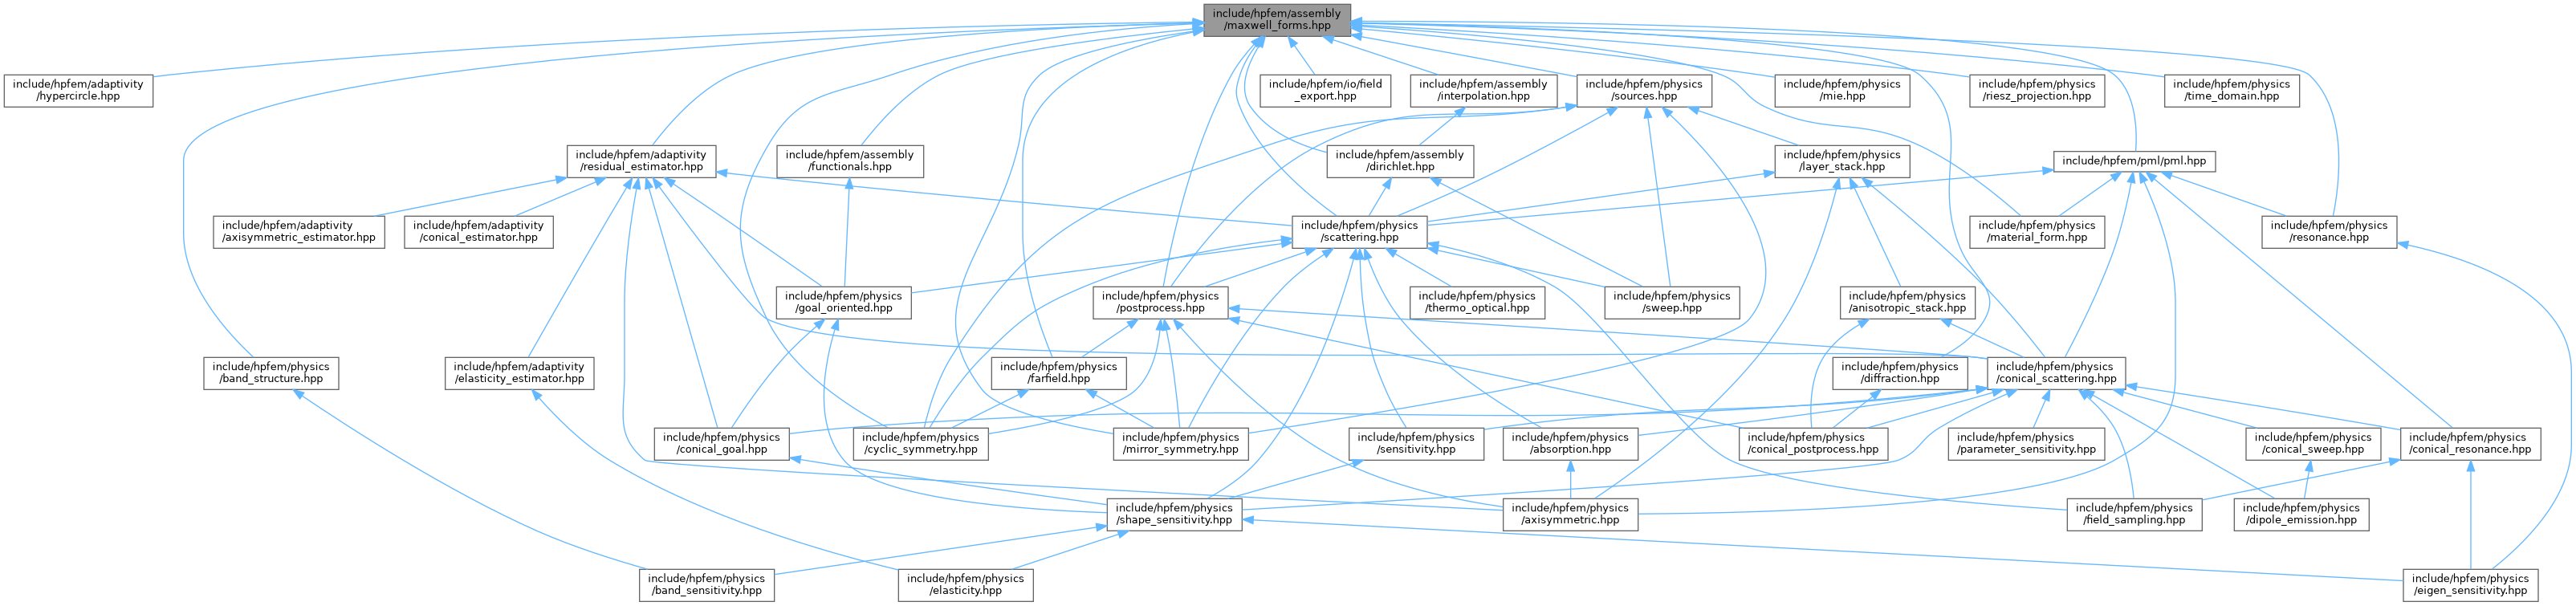 include/hpfem/assembly
/maxwell_forms.hpp
include/hpfem/adaptivity
/hypercircle.hpp
include/hpfem/io/field
_export.hpp
include/hpfem/assembly
/interpolation.hpp
include/hpfem/physics
/sources.hpp
include/hpfem/physics
/mie.hpp
include/hpfem/physics
/riesz_projection.hpp
include/hpfem/physics
/time_domain.hpp
include/hpfem/adaptivity
/residual_estimator.hpp
include/hpfem/assembly
/functionals.hpp
include/hpfem/assembly
/dirichlet.hpp
include/hpfem/physics
/layer_stack.hpp
include/hpfem/pml/pml.hpp
include/hpfem/adaptivity
/axisymmetric_estimator.hpp
include/hpfem/adaptivity
/conical_estimator.hpp
include/hpfem/physics
/scattering.hpp
include/hpfem/physics
/material_form.hpp
include/hpfem/physics
/resonance.hpp
include/hpfem/physics
/goal_oriented.hpp
include/hpfem/physics
/postprocess.hpp
include/hpfem/physics
/thermo_optical.hpp
include/hpfem/physics
/sweep.hpp
include/hpfem/physics
/anisotropic_stack.hpp
include/hpfem/physics
/band_structure.hpp
include/hpfem/adaptivity
/elasticity_estimator.hpp
include/hpfem/physics
/farfield.hpp
include/hpfem/physics
/diffraction.hpp
include/hpfem/physics
/conical_scattering.hpp
include/hpfem/physics
/conical_goal.hpp
include/hpfem/physics
/cyclic_symmetry.hpp
include/hpfem/physics
/mirror_symmetry.hpp
include/hpfem/physics
/sensitivity.hpp
include/hpfem/physics
/absorption.hpp
include/hpfem/physics
/conical_postprocess.hpp
include/hpfem/physics
/parameter_sensitivity.hpp
include/hpfem/physics
/conical_sweep.hpp
include/hpfem/physics
/conical_resonance.hpp
include/hpfem/physics
/shape_sensitivity.hpp
include/hpfem/physics
/axisymmetric.hpp
include/hpfem/physics
/field_sampling.hpp
include/hpfem/physics
/dipole_emission.hpp
include/hpfem/physics
/band_sensitivity.hpp
include/hpfem/physics
/elasticity.hpp
include/hpfem/physics
/eigen_sensitivity.hpp